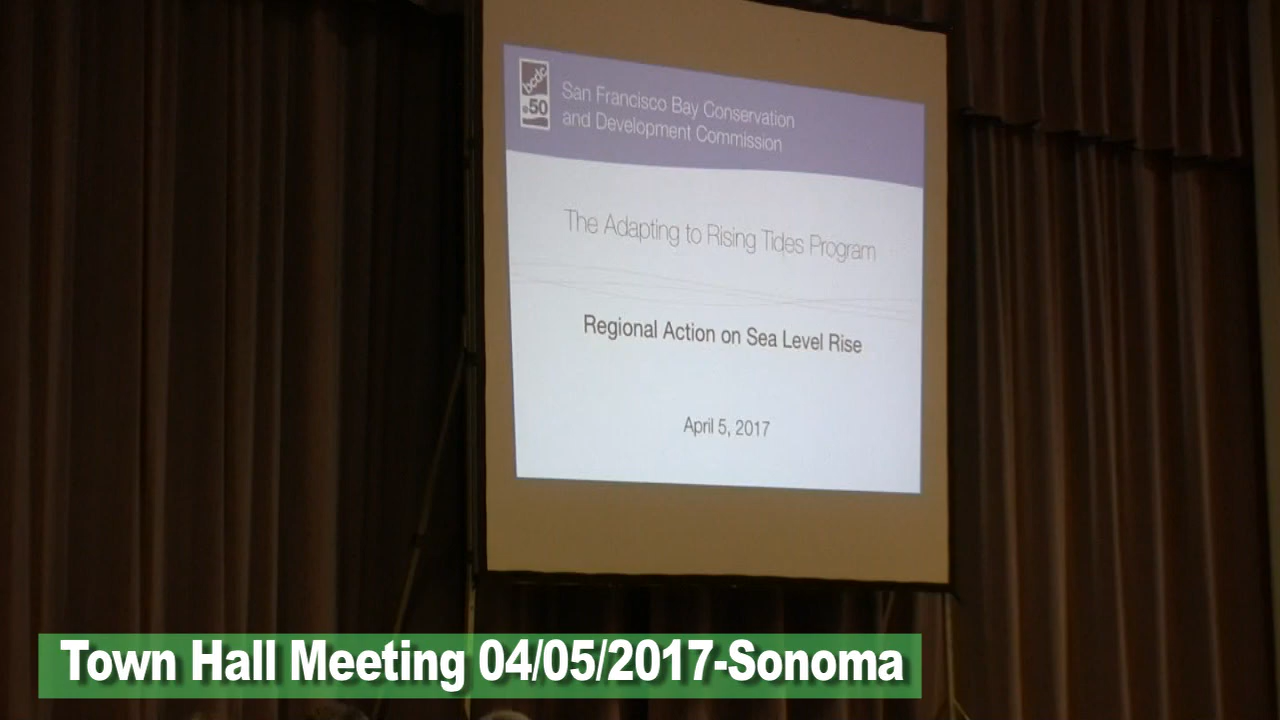 bcdc
50
San Francisco Bay Conservation
and Development Commission
The Adapting to Rising Tides Program
Regional Action on Sea Level Rise
April 5, 2017
Town Hall Meeting 04/05/2017-Sonoma